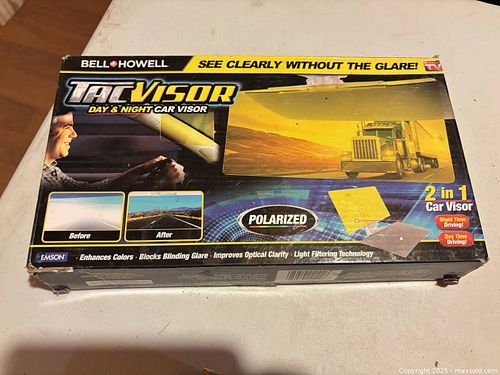 BELL+HOWELL
SEE CLEARLY WITHOUT THE GLARE!
TV
TACVISOR
DAY & NIGHT CAR VISOR
2 in 1
Car Visor
Night Time
Driving!
Day Time
Driving!
POLARIZED
Before
After
EMSON
Enhances Colors · Blocks Blinding Glare · Improves Optical Clarity · Light Filtering Technology
Copyright 2025 - maxsold.com